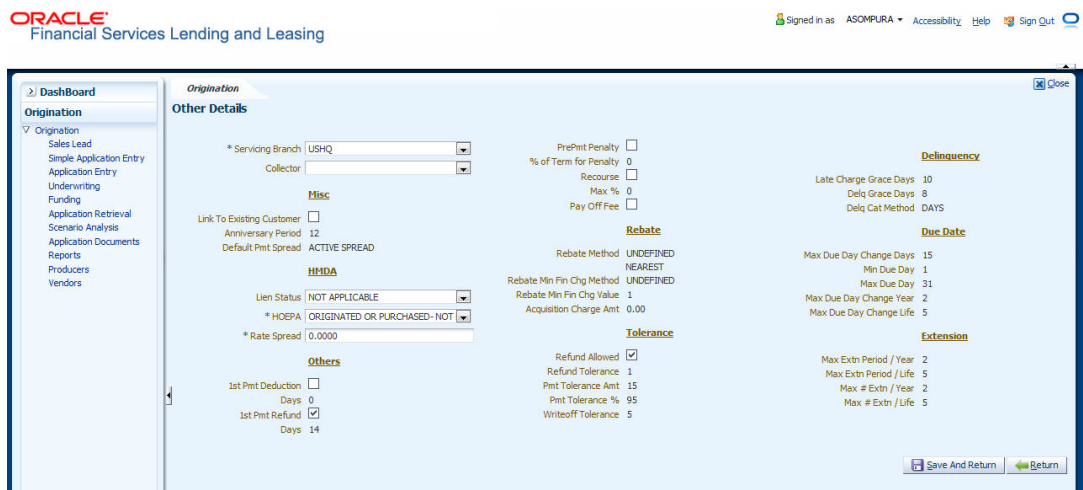 ORACLE
Financial Services Lending and Leasing
Signed in as ASOMPURA Accessibility Help Sign Out
DashBoard
Origination
Origination
Sales Lead
Simple Application Entry
Application Entry
Underwriting
Funding
Application Retrieval
Scenario Analysis
Application Documents
Reports
Producers
Vendors
Origination
Close
Other Details
* Servicing Branch USHQ
Collector
Misc
Link To Existing Customer
Anniversary Period 12
Default Pmt Spread ACTIVE SPREAD
HMDA
Lien Status NOT APPLICABLE
* HOEPA ORIGINATED OR PURCHASED-NOT
* Rate Spread 0.0000
Others
1st Pmt Deduction
Days 0
1st Pmt Refund
Days 14
PrePmt Penalty
% of Term for Penalty 0
Recourse
Max % 0
Pay Off Fee
Rebate
Rebate Method UNDEFINED
NEAREST
Rebate Min Fin Chg Method UNDEFINED
Rebate Min Fin Chg Value 1
Acquisition Charge Amt 0.00
Tolerance
Refund Allowed
Refund Tolerance 1
Pmt Tolerance Amt 15
Pmt Tolerance % 95
Writeoff Tolerance 5
Delinquency
Late Charge Grace Days 10
Delq Grace Days 8
Delq Cat Method DAYS
Due Date
Max Due Day Change Days 15
Min Due Day 1
Max Due Day 31
Max Due Day Change Year 2
Max Due Day Change Life 5
Extension
Max Extn Period / Year 2
Max Extn Period / Life 5
Max # Extn / Year 2
Max # Extn / Life 5
Save And Return
Return